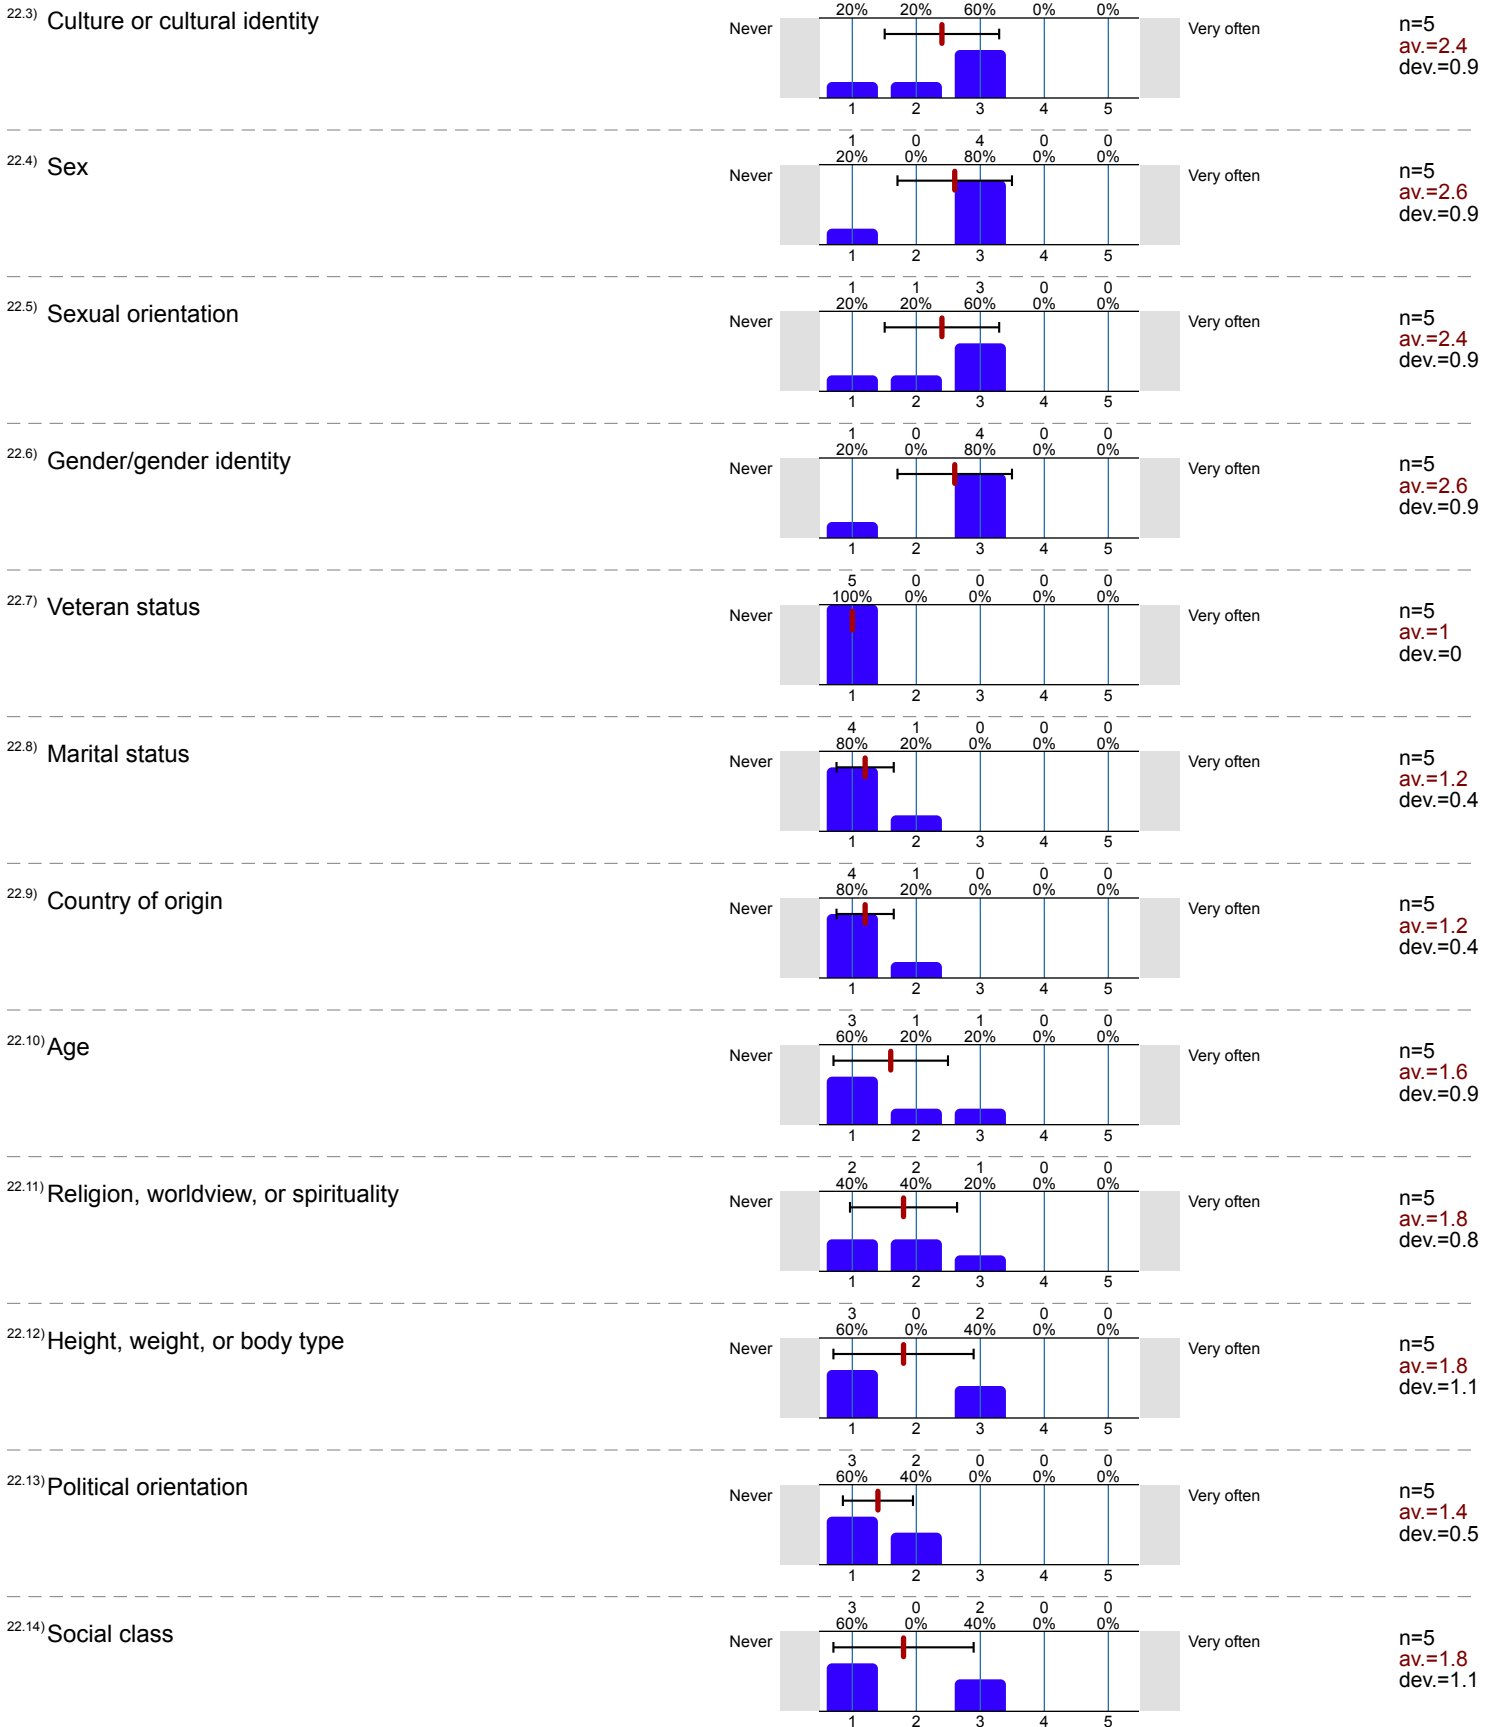 20% 20% 60% 0% 0%
22.3) Culture or cultural identity
Never
Very often
n=5
av.=2.4
dev.=0.9
1 2 3 4 5
1 0 4 0 0
20% 0% 80% 0% 0%
22.4) Sex
Never
Very often
n=5
av.=2.6
dev.=0.9
1 2 3 4 5
1 1 3 0 0
20% 20% 60% 0% 0%
22.5) Sexual orientation
Never
Very often
n=5
av.=2.4
dev.=0.9
1 2 3 4 5
1 0 4 0 0
20% 0% 80% 0% 0%
22.6) Gender/gender identity
Never
Very often
n=5
av.=2.6
dev.=0.9
1 2 3 4 5
5 0 0 0 0
100% 0% 0% 0% 0%
22.7) Veteran status
Never
Very often
n=5
av.=1
dev.=0
1 2 3 4 5
4 1 0 0 0
80% 20% 0% 0% 0%
22.8) Marital status
Never
Very often
n=5
av.=1.2
dev.=0.4
1 2 3 4 5
4 1 0 0 0
80% 20% 0% 0% 0%
22.9) Country of origin
Never
Very often
n=5
av.=1.2
dev.=0.4
1 2 3 4 5
3 1 1 0 0
60% 20% 20% 0% 0%
22.10) Age
Never
Very often
n=5
av.=1.6
dev.=0.9
1 2 3 4 5
2 2 1 0 0
40% 40% 20% 0% 0%
22.11) Religion, worldview, or spirituality
Never
Very often
n=5
av.=1.8
dev.=0.8
1 2 3 4 5
3 0 2 0 0
60% 0% 40% 0% 0%
22.12) Height, weight, or body type
Never
Very often
n=5
av.=1.8
dev.=1.1
1 2 3 4 5
3 2 0 0 0
60% 40% 0% 0% 0%
22.13) Political orientation
Never
Very often
n=5
av.=1.4
dev.=0.5
1 2 3 4 5
3 0 2 0 0
60% 0% 40% 0% 0%
22.14) Social class
Never
Very often
n=5
av.=1.8
dev.=1.1
1 2 3 4 5